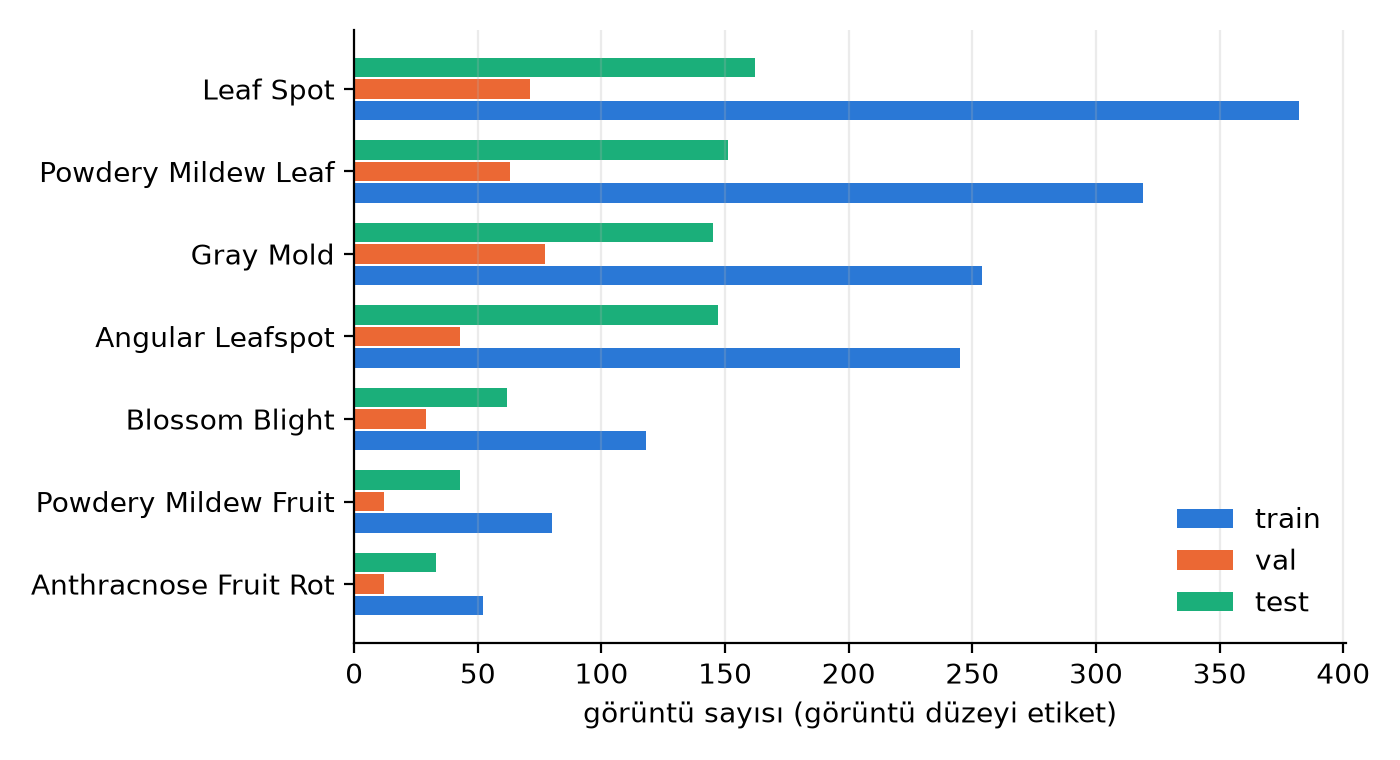 Leaf Spot
Powdery Mildew Leaf
Gray Mold
Angular Leafspot
Blossom Blight
Powdery Mildew Fruit
Anthracnose Fruit Rot
train
val
test
0 50 100 150 200 250 300 350 400
görüntü sayısı (görüntü düzeyi etiket)